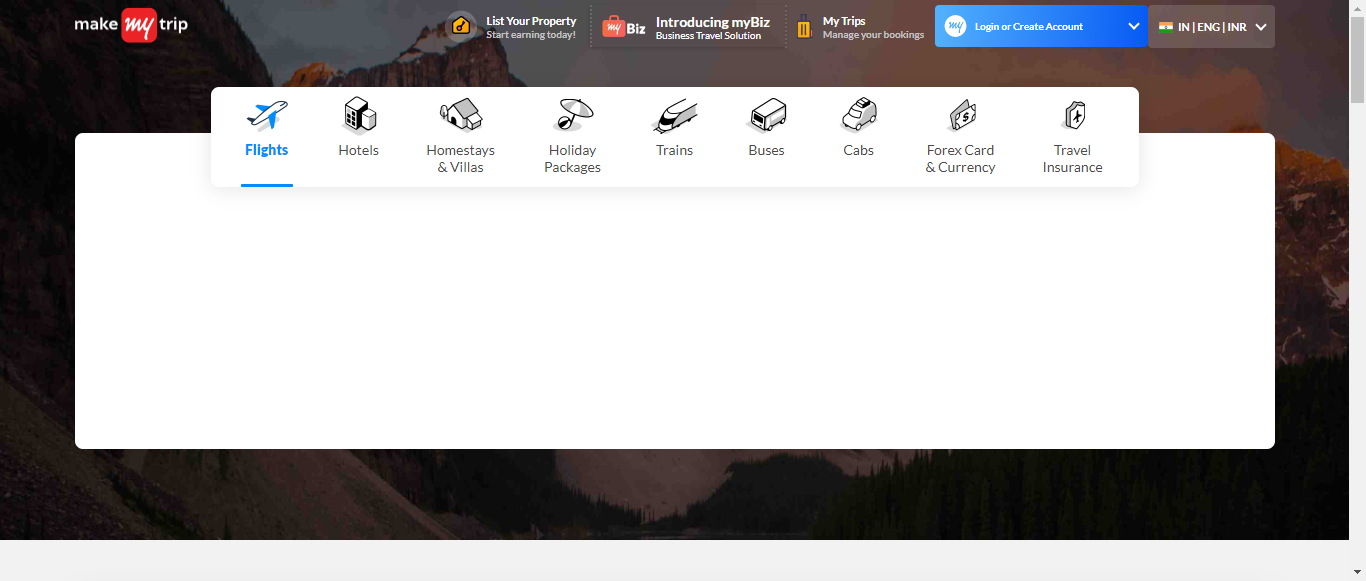 make my trip
List Your Property
Start earning today!
my Biz
Introducing myBiz
Business Travel Solution
My Trips
Manage your bookings
my
Login or Create Account
IN | ENG | INR
Flights
Hotels
Homestays
& Villas
Holiday
Packages
Trains
Buses
Cabs
Forex Card
& Currency
Travel
Insurance